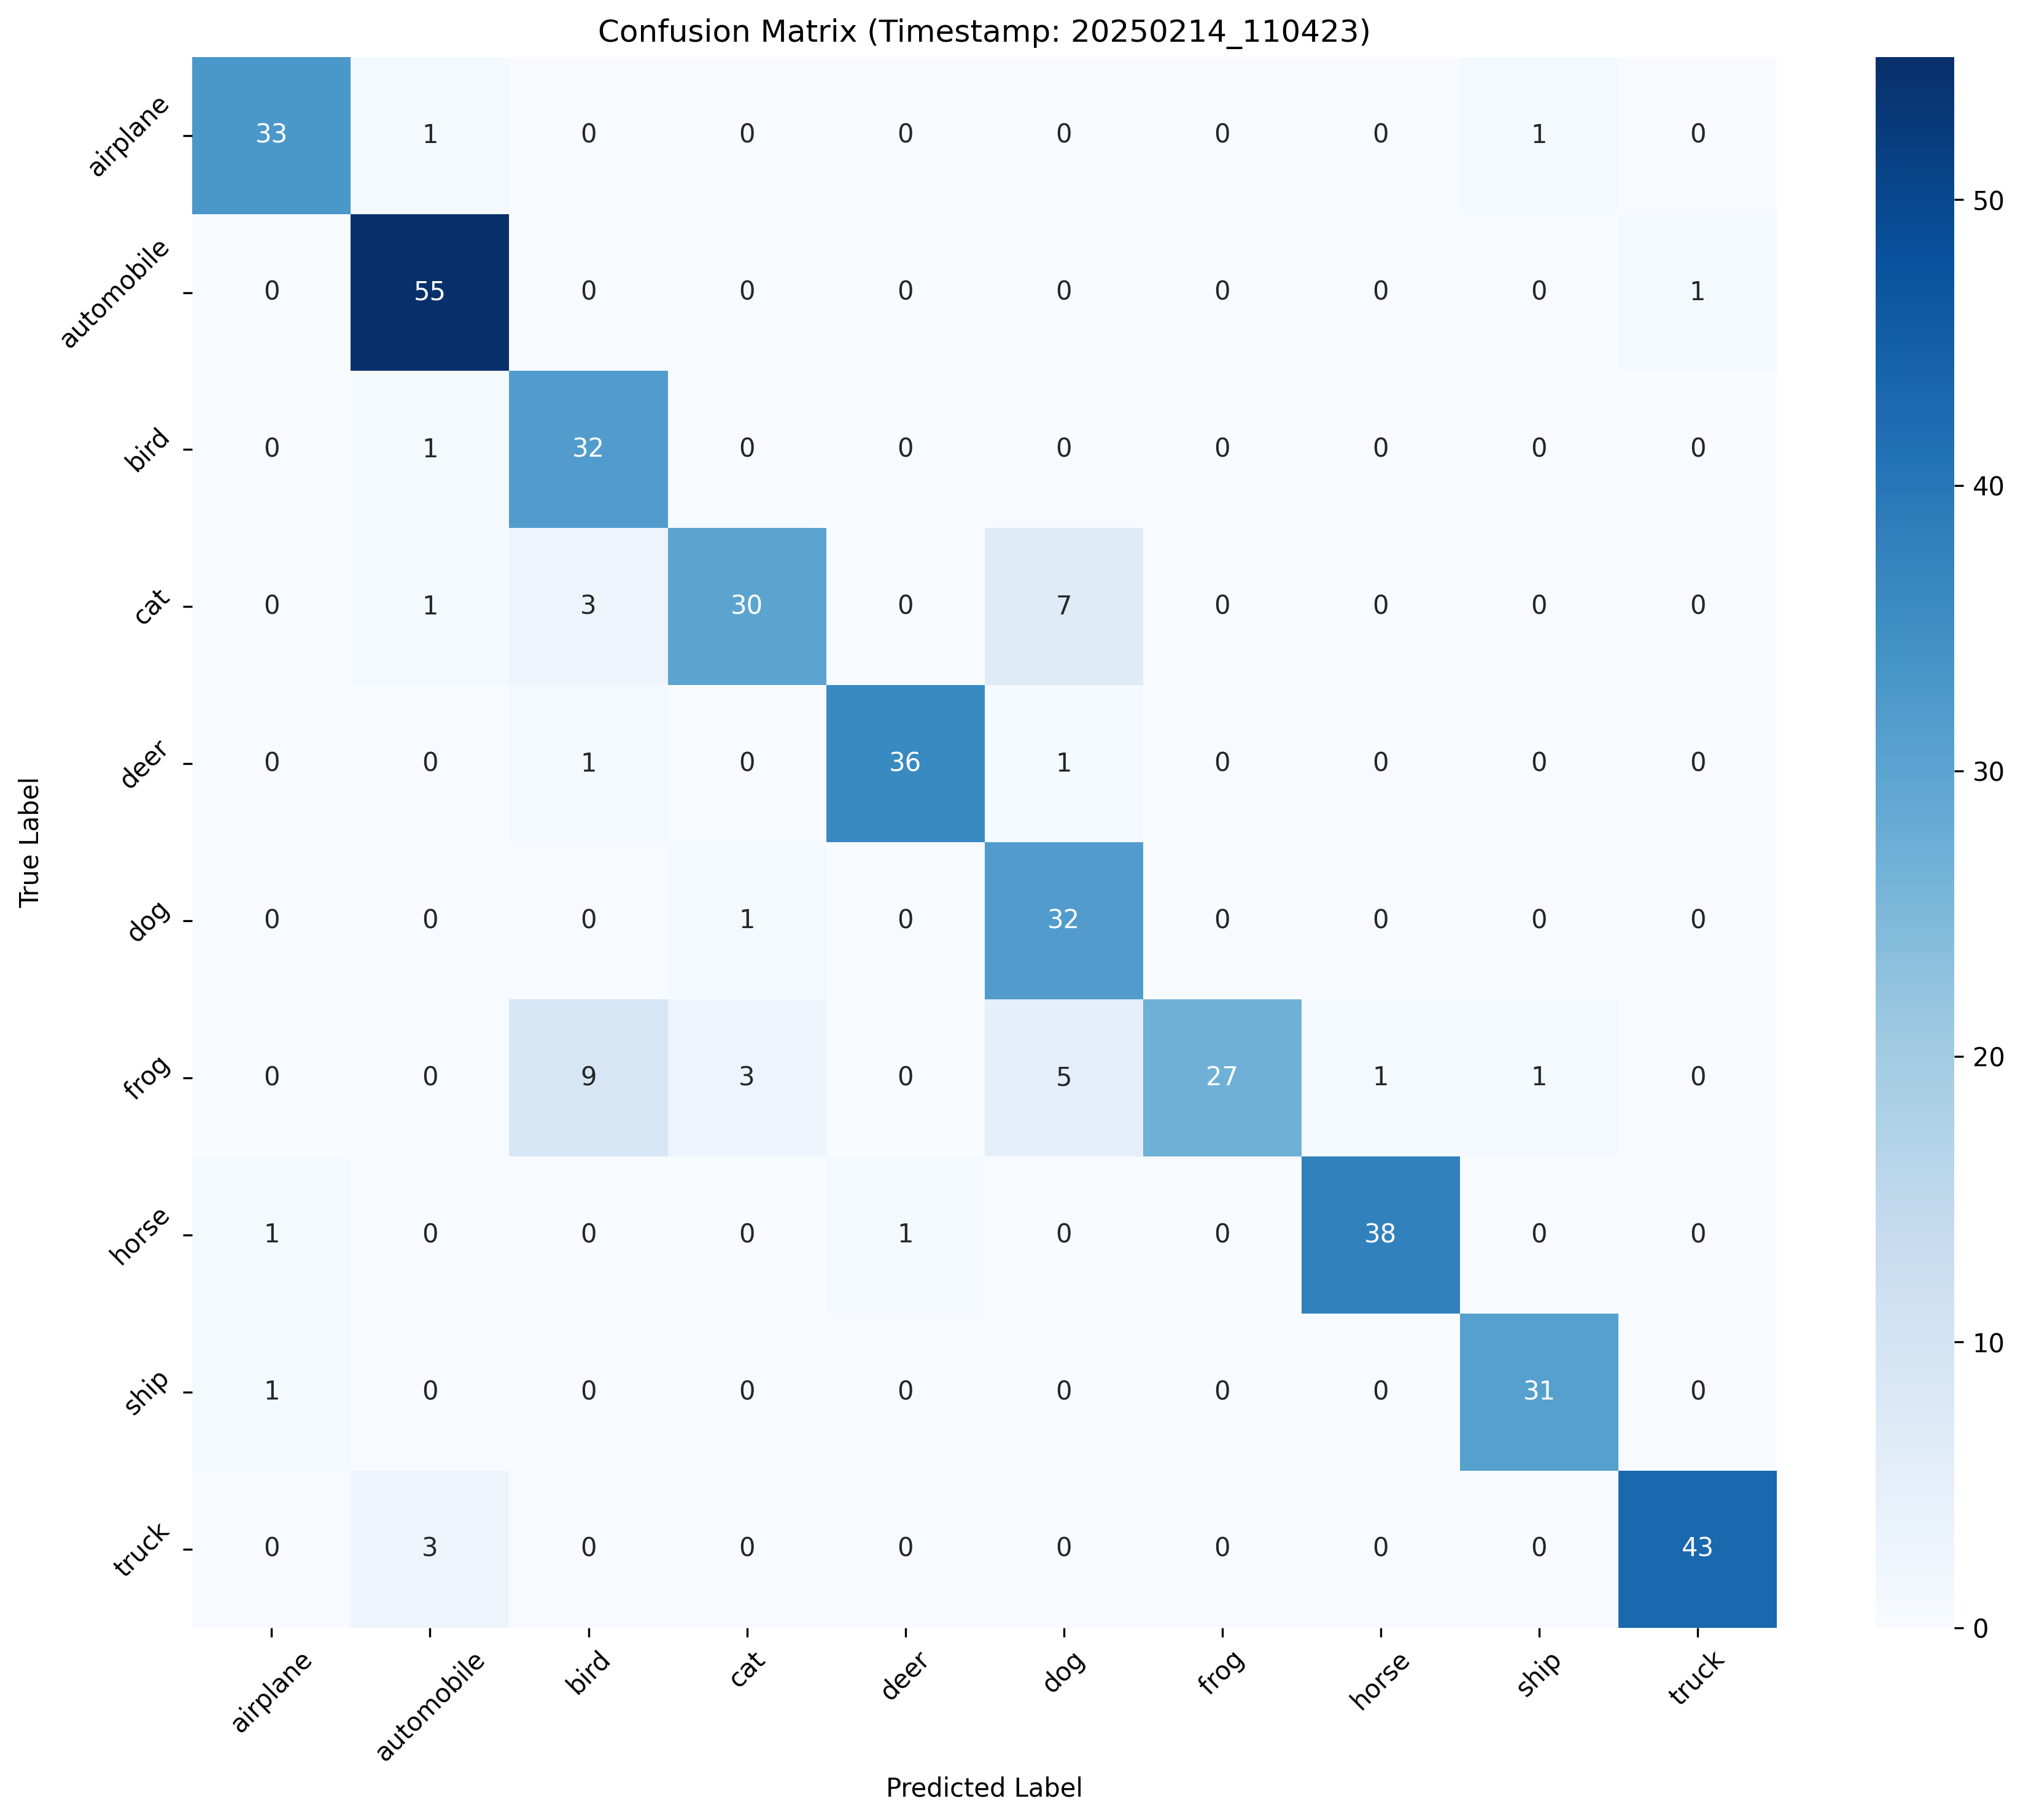 Confusion Matrix (Timestamp: 20250214_110423)
airplane 33 1 0 0 0 0 0 0 1 0
automobile 0 55 0 0 0 0 0 0 0 1
bird 0 1 32 0 0 0 0 0 0 0
cat 0 1 3 30 0 7 0 0 0 0
deer 0 0 1 0 36 1 0 0 0 0
dog 0 0 0 1 0 32 0 0 0 0
frog 0 0 9 3 0 5 27 1 1 0
horse 1 0 0 0 1 0 0 38 0 0
ship 1 0 0 0 0 0 0 0 31 0
truck 0 3 0 0 0 0 0 0 0 43
True Label
airplane automobile bird cat deer dog frog horse ship truck
Predicted Label
50
40
30
20
10
0